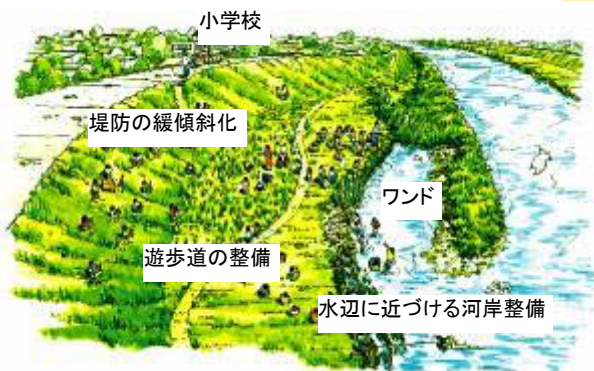 小学校
堤防の緩傾斜化
ワンド
遊歩道の整備
水辺に近づける河岸整備